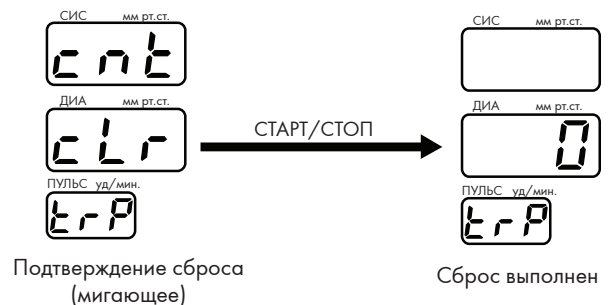 СИС мм рт.ст.
cnt
ДИА мм рт.ст.
cLr
ПУЛЬС уд/мин.
trP
Подтверждение сброса
(мигающее)
СТАРТ/СТОП
СИС мм рт.ст.
ДИА мм рт.ст.
0
ПУЛЬС уд/мин.
trP
Сброс выполнен